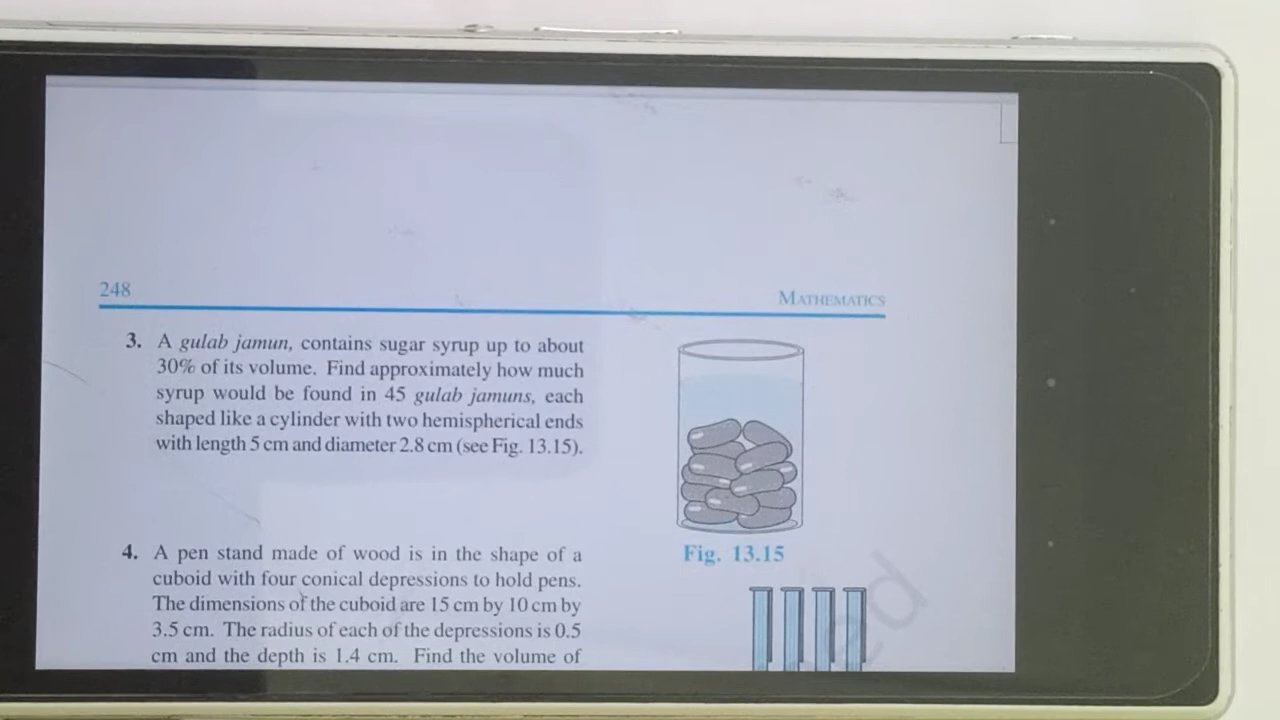 248
MATHEMATICS
3. A gulab jamun, contains sugar syrup up to about
30% of its volume. Find approximately how much
syrup would be found in 45 gulab jamuns, each
shaped like a cylinder with two hemispherical ends
with length 5 cm and diameter 2.8 cm (see Fig. 13.15).
Fig. 13.15
4. A pen stand made of wood is in the shape of a
cuboid with four conical depressions to hold pens.
The dimensions of the cuboid are 15 cm by 10 cm by
3.5 cm. The radius of each of the depressions is 0.5
cm and the depth is 1.4 cm. Find the volume of